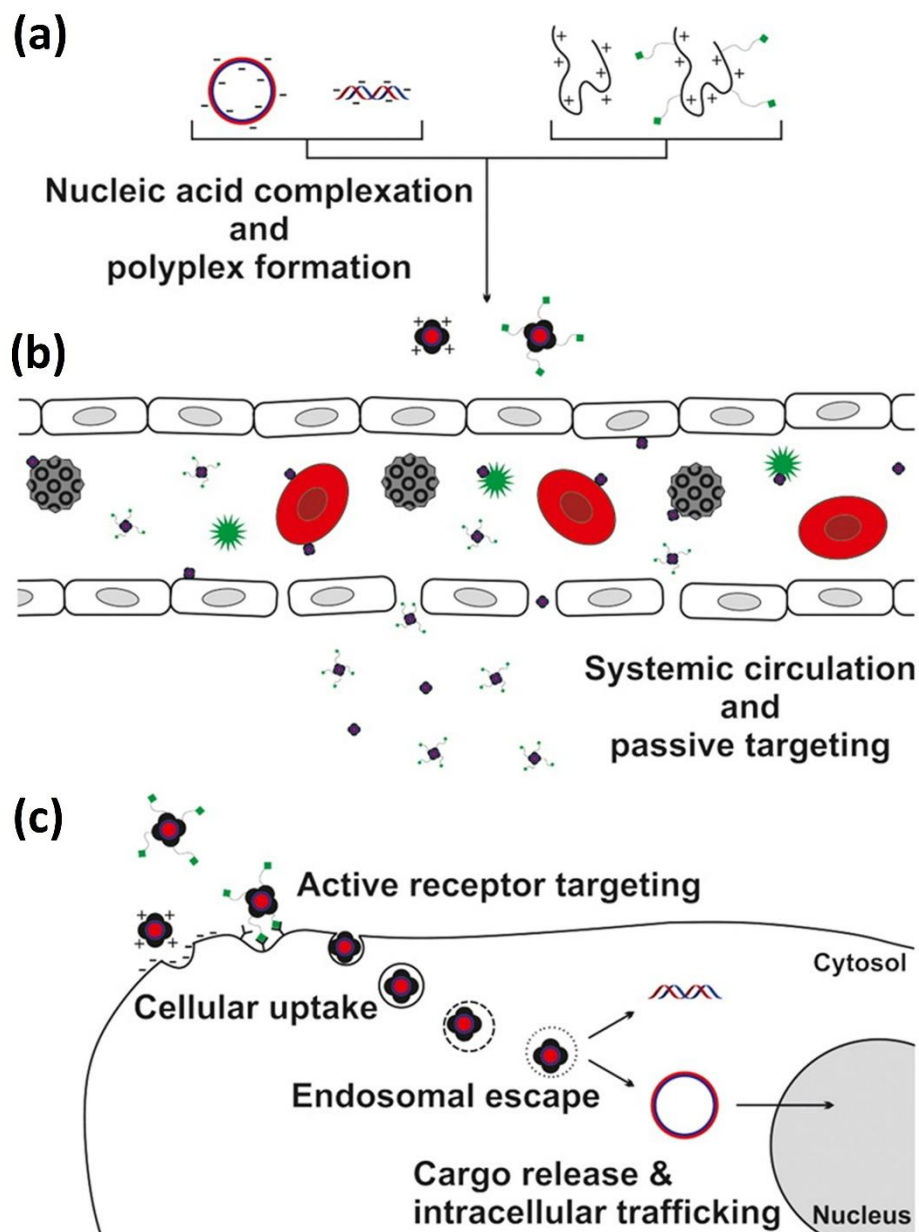 (a)
Nucleic acid complexation
and
polyplex formation
(b)
Systemic circulation
and
passive targeting
(c)
Active receptor targeting
Cytosol
Cellular uptake
Endosomal escape
Cargo release &
intracellular trafficking
Nucleus